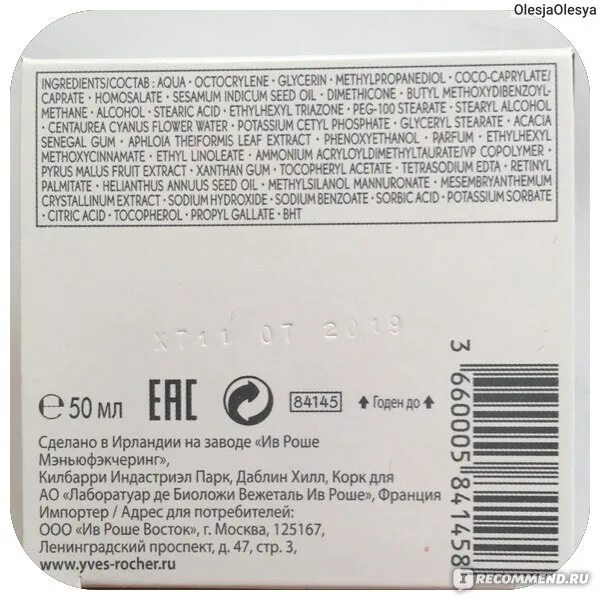 OlesjaOlesya
INGREDIENTS/СОСТАВ : AQUA · OCTOCRYLENE · GLYCERIN · METHYLPROPANEDIOL · COCO-CAPRYLATE/
CAPRATE · HOMOSALATE · SESAMUM INDICUM SEED OIL · DIMETHICONE · BUTYL METHOXYDIBENZOYL-
METHANE · ALCOHOL · STEARIC ACID · ETHYLHEXYL TRIAZONE · PEG-100 STEARATE · STEARYL ALCOHOL
· CENTAUREA CYANUS FLOWER WATER · POTASSIUM CETYL PHOSPHATE · GLYCERYL STEARATE · ACACIA
SENEGAL GUM · APHLOIA THEIFORMIS LEAF EXTRACT · PHENOXYETHANOL · PARFUM · ETHYLHEXYL
METHOXYCINNAMATE · ETHYL LINOLEATE · AMMONIUM ACRYLOYLDIMETHYLTAURATE/VP COPOLYMER ·
PYRUS MALUS FRUIT EXTRACT · XANTHAN GUM · TOCOPHERYL ACETATE · TETRASODIUM EDTA · RETINYL
PALMITATE · HELIANTHUS ANNUUS SEED OIL · METHYLSILANOL MANNURONATE · MESEMBRYANTHEMUM
CRYSTALLINUM EXTRACT · SODIUM HYDROXIDE · SODIUM BENZOATE · SORBIC ACID · POTASSIUM SORBATE
· CITRIC ACID · TOCOPHEROL · PROPYL GALLATE · BHT
X711 07 2019
℮ 50 мл EAC 84145 Годен до
Сделано в Ирландии на заводе «Ив Роше
Мэньюфэкчеринг»,
Килбарри Индастриэл Парк, Даблин Хилл, Корк для
АО «Лаборатуар де Биоложи Вежеталь Ив Роше», Франция
Импортер / Адрес для потребителей:
ООО «Ив Роше Восток», г. Москва, 125167,
Ленинградский проспект, д. 47, стр. 3,
www.yves-rocher.ru
3 660005 841458
I RECOMMEND.RU